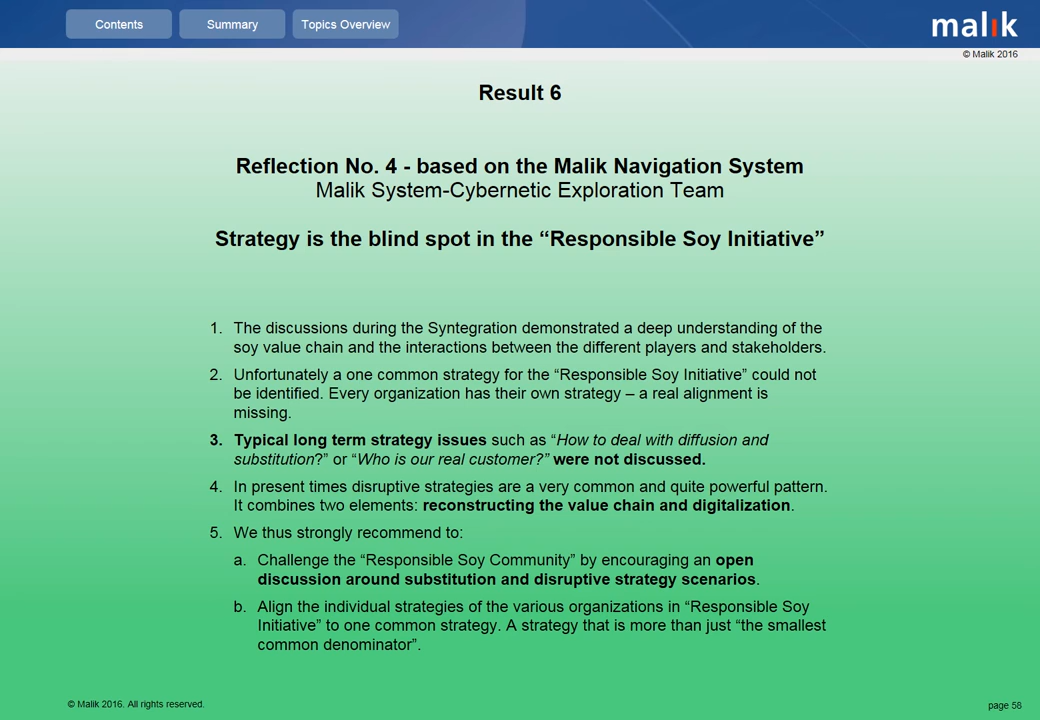 Contents
Summary
Topics Overview
malik
© Malik 2016
Result 6
Reflection No. 4 - based on the Malik Navigation System
Malik System-Cybernetic Exploration Team
Strategy is the blind spot in the “Responsible Soy Initiative”
1. The discussions during the Syntegration demonstrated a deep understanding of the
soy value chain and the interactions between the different players and stakeholders.
2. Unfortunately a one common strategy for the “Responsible Soy Initiative” could not
be identified. Every organization has their own strategy – a real alignment is
missing.
3. Typical long term strategy issues such as “How to deal with diffusion and
substitution?” or “Who is our real customer?” were not discussed.
4. In present times disruptive strategies are a very common and quite powerful pattern.
It combines two elements: reconstructing the value chain and digitalization.
5. We thus strongly recommend to:
a. Challenge the “Responsible Soy Community” by encouraging an open
discussion around substitution and disruptive strategy scenarios.
b. Align the individual strategies of the various organizations in “Responsible Soy
Initiative” to one common strategy. A strategy that is more than just “the smallest
common denominator”.
© Malik 2016. All rights reserved.
page 58